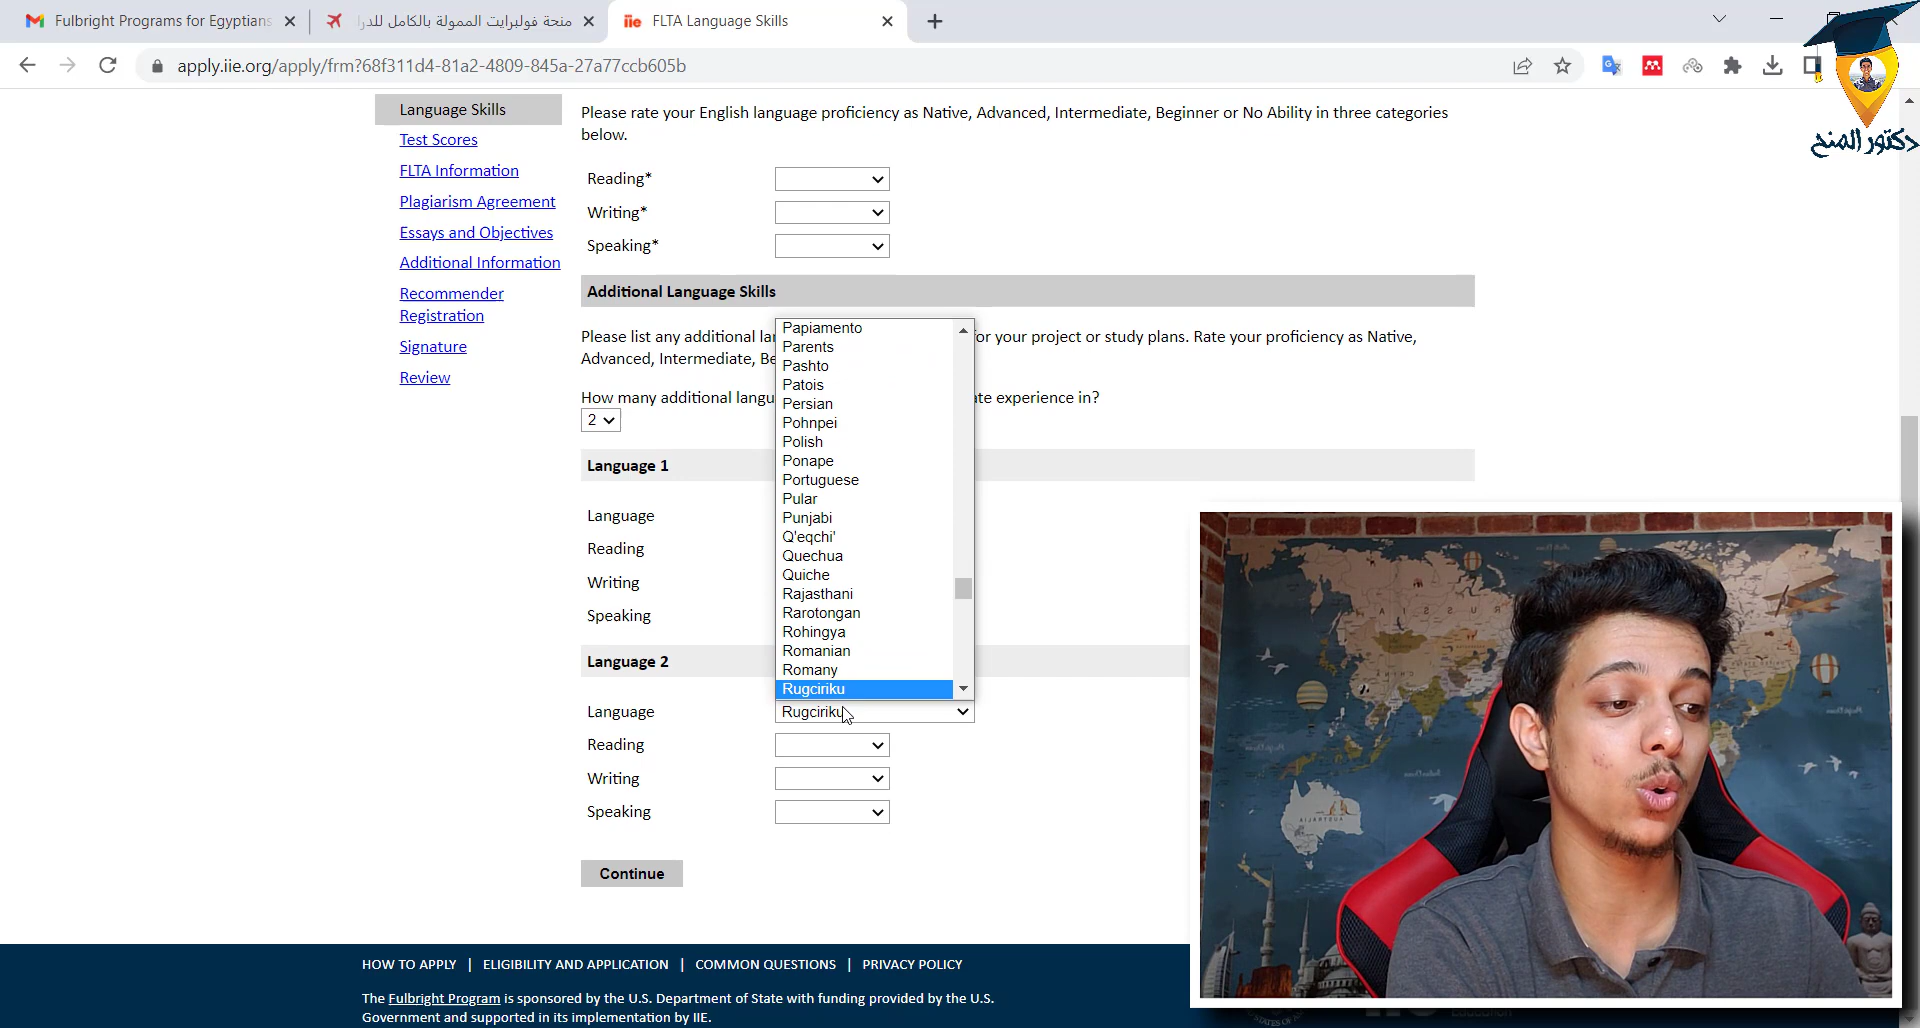 Fulbright Programs for Egyptians
منحة فولبرايت الممولة بالكامل للدرا
iie FLTA Language Skills
apply.iie.org/apply/frm?68f311d4-81a2-4809-845a-27a77ccb605b
دكتور المنح
Language Skills
Test Scores
FLTA Information
Plagiarism Agreement
Essays and Objectives
Additional Information
Recommender
Registration
Signature
Review
Please rate your English language proficiency as Native, Advanced, Intermediate, Beginner or No Ability in three categories
below.
Reading*
Writing*
Speaking*
Additional Language Skills
Please list any additional la
or your project or study plans. Rate your proficiency as Native,
Advanced, Intermediate, Be
How many additional langu
ate experience in?
2
Language 1
Language
Reading
Writing
Speaking
Papiamento
Parents
Pashto
Patois
Persian
Pohnpei
Polish
Ponape
Portuguese
Pular
Punjabi
Q'eqchi'
Quechua
Quiche
Rajasthani
Rarotongan
Rohingya
Romanian
Romany
Rugciriku
Language 2
Language
Rugciriku
Reading
Writing
Speaking
Continue
HOW TO APPLY | ELIGIBILITY AND APPLICATION | COMMON QUESTIONS | PRIVACY POLICY
The Fulbright Program is sponsored by the U.S. Department of State with funding provided by the U.S.
Government and supported in its implementation by IIE.